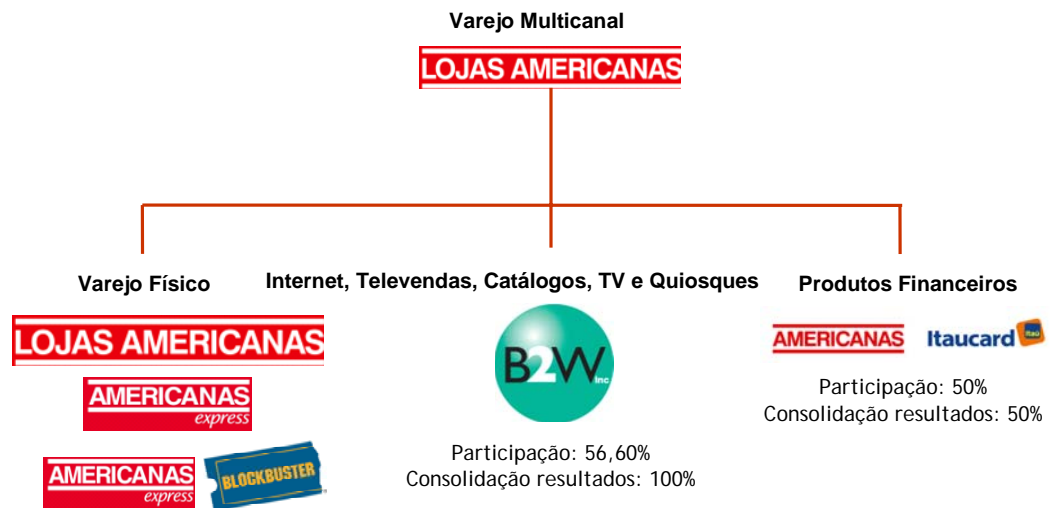 Varejo Multicanal
LOJAS AMERICANAS
Varejo Físico
LOJAS AMERICANAS
AMERICANAS
express
AMERICANAS
express
BLOCKBUSTER
Internet, Televendas, Catálogos, TV e Quiosques
B2W
Inc
Participação: 56,60%
Consolidação resultados: 100%
Produtos Financeiros
AMERICANAS
Itaucard
Itaú
Participação: 50%
Consolidação resultados: 50%